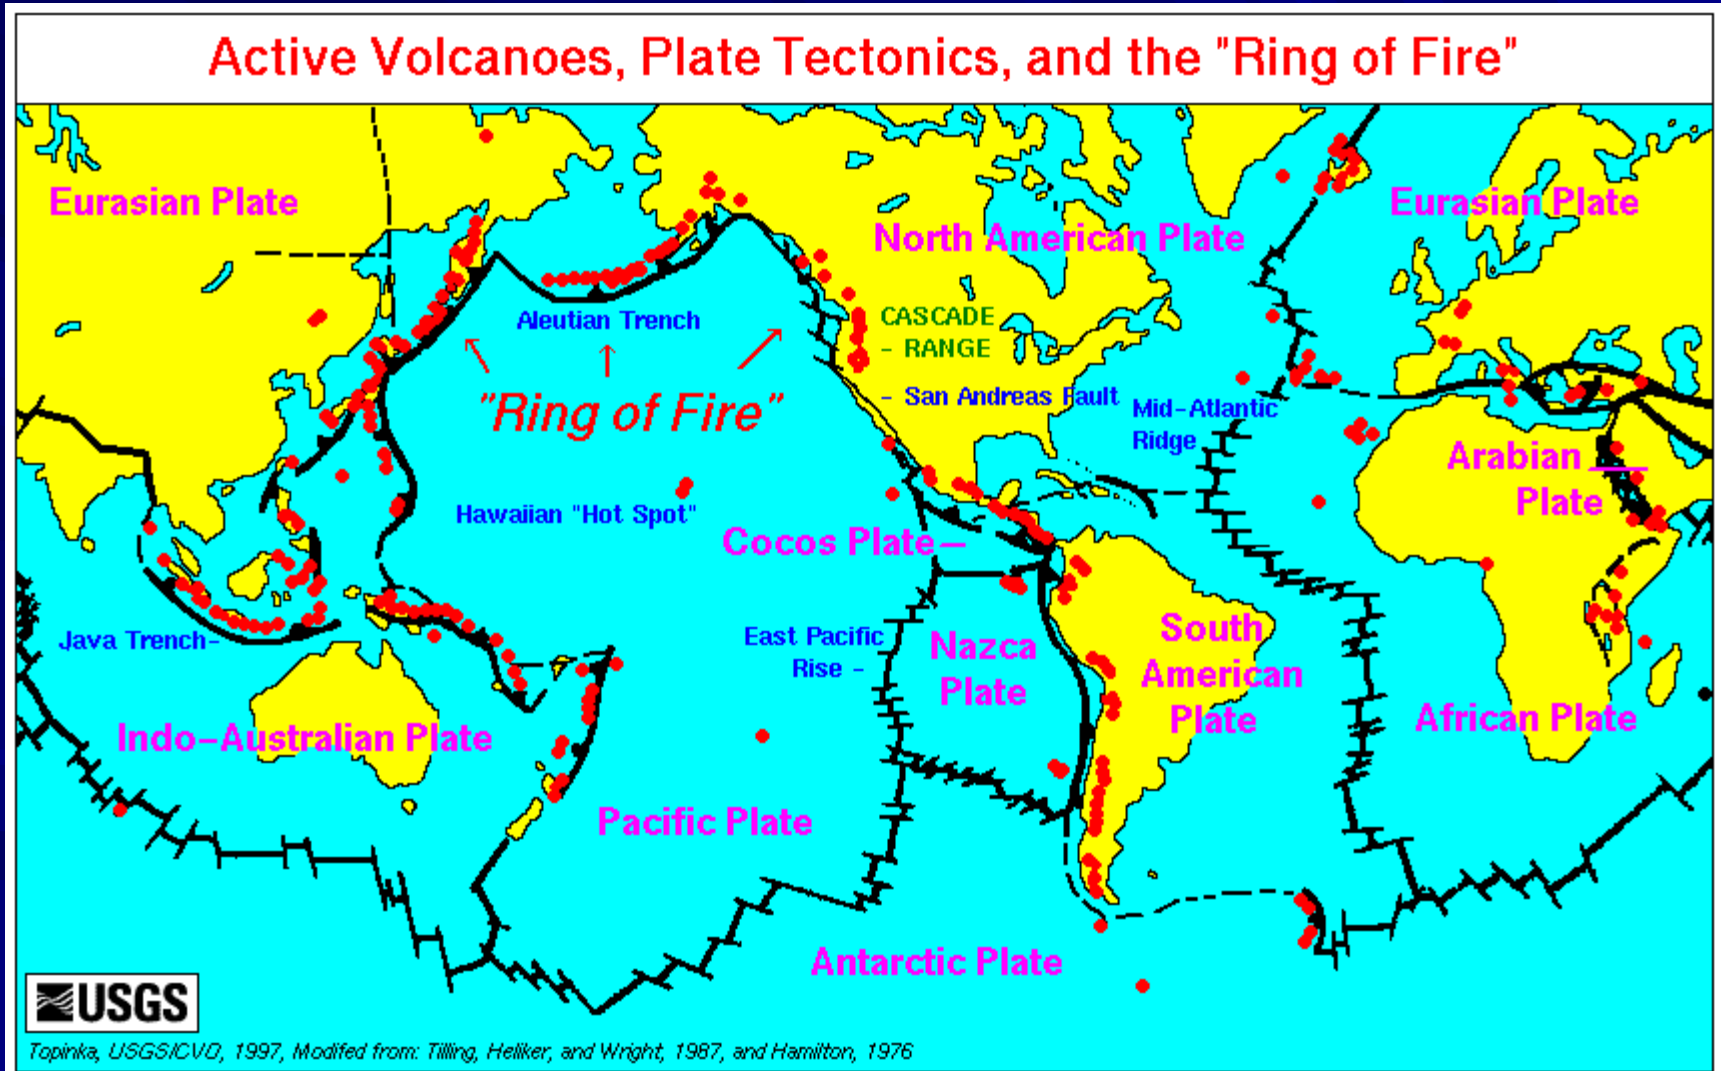 Active Volcanoes, Plate Tectonics, and the "Ring of Fire"
Eurasian Plate
Eurasian Plate
North American Plate
Aleutian Trench
CASCADE
- RANGE
"Ring of Fire"
- San Andreas Fault
Mid-Atlantic
Ridge
Arabian
Plate
Hawaiian "Hot Spot"
Cocos Plate
Java Trench
East Pacific
Rise -
Nazca
Plate
South
American
Plate
Indo-Australian Plate
African Plate
Pacific Plate
Antarctic Plate
USGS
Topinka, USGS/CVO, 1997, Modifed from: Tilling, Heliker, and Wright, 1987, and Hamilton, 1976